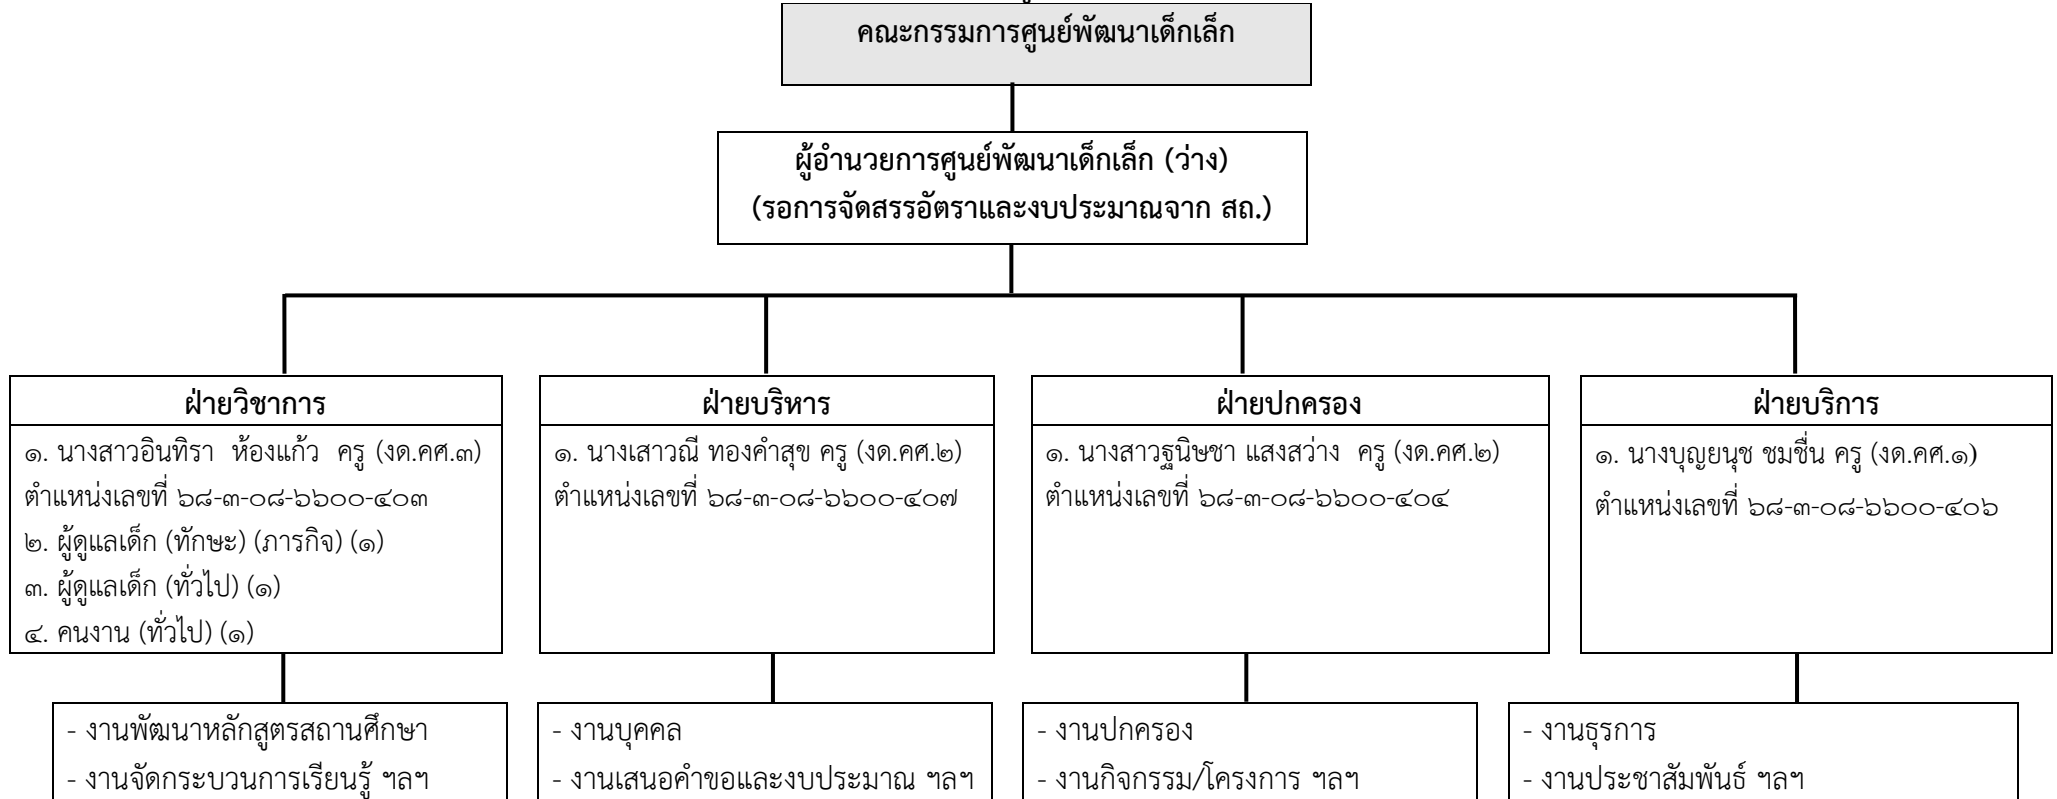 คณะกรรมการศูนย์พัฒนาเด็กเล็ก
ผู้อำนวยการศูนย์พัฒนาเด็กเล็ก (ว่าง)
(รอการจัดสรรอัตราและงบประมาณจาก สถ.)
ฝ่ายวิชาการ
๑. นางสาวอินทิรา ห้องแก้ว ครู (งด.คศ.๓)
ตำแหน่งเลขที่ ๖๘-๓-๐๘-๖๖๐๐-๔๐๓
๒. ผู้ดูแลเด็ก (ทักษะ) (ภารกิจ) (๑)
๓. ผู้ดูแลเด็ก (ทั่วไป) (๑)
๔. คนงาน (ทั่วไป) (๑)
ฝ่ายบริหาร
๑. นางเสาวณี ทองคำสุข ครู (งด.คศ.๒)
ตำแหน่งเลขที่ ๖๘-๓-๐๘-๖๖๐๐-๔๐๗
ฝ่ายปกครอง
๑. นางสาวฐนิษชา แสงสว่าง ครู (งด.คศ.๒)
ตำแหน่งเลขที่ ๖๘-๓-๐๘-๖๖๐๐-๔๐๔
ฝ่ายบริการ
๑. นางบุญยนุช ชมชื่น ครู (งด.คศ.๑)
ตำแหน่งเลขที่ ๖๘-๓-๐๘-๖๖๐๐-๔๐๖
- งานพัฒนาหลักสูตรสถานศึกษา
- งานจัดกระบวนการเรียนรู้ ฯลฯ
- งานบุคคล
- งานเสนอคำขอและงบประมาณ ฯลฯ
- งานปกครอง
- งานกิจกรรม/โครงการ ฯลฯ
- งานธุรการ
- งานประชาสัมพันธ์ ฯลฯ